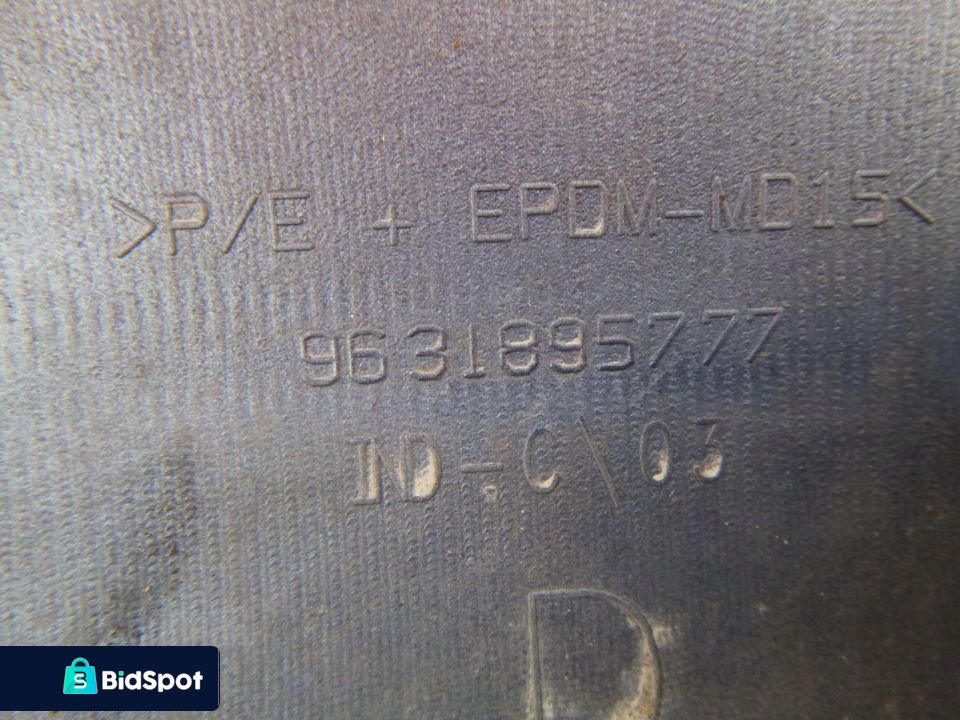 >P/E + EPDM-MD15<
9631895777
IND-C\03
D
BidSpot